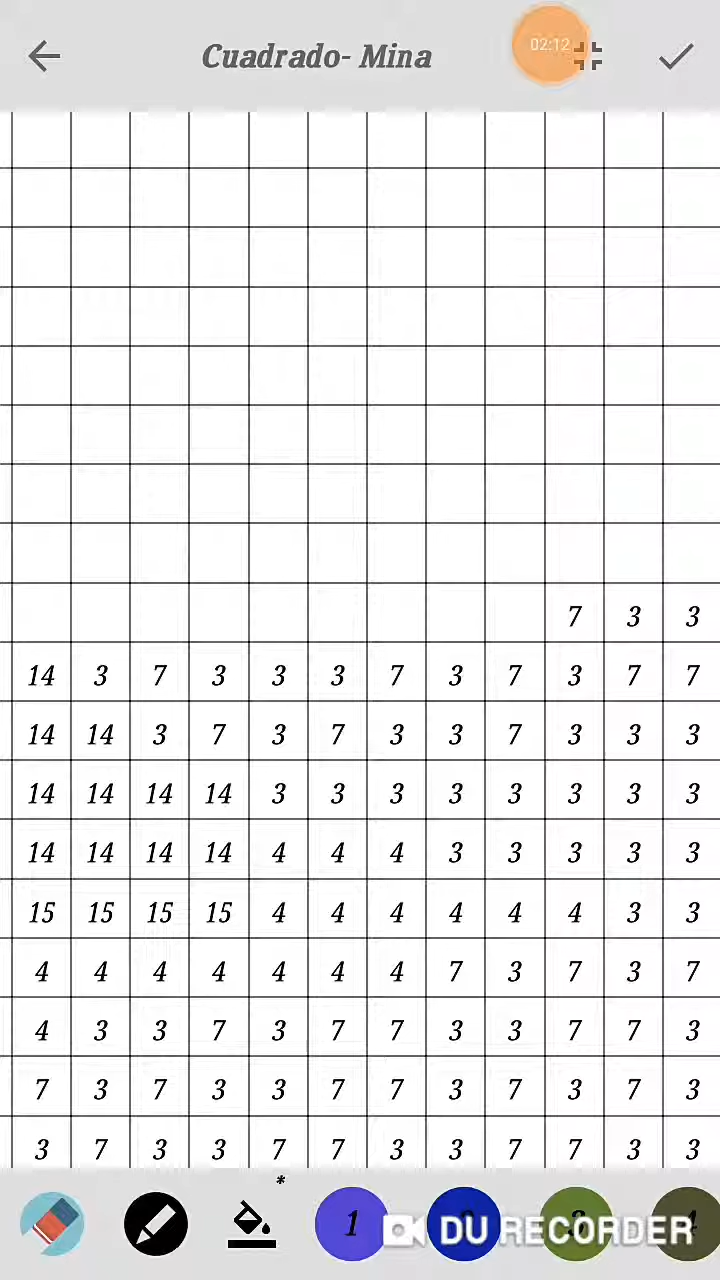 Cuadrado- Mina
02:12
7 3 3
14 3 7 3 3 3 7 3 7 3 7 7
14 14 3 7 3 7 3 3 7 3 3 3
14 14 14 14 3 3 3 3 3 3 3 3
14 14 14 14 4 4 4 3 3 3 3 3
15 15 15 15 4 4 4 4 4 4 3 3
4 4 4 4 4 4 4 7 3 7 3 7
4 3 3 7 3 7 7 3 3 7 7 3
7 3 7 3 3 7 7 3 7 3 7 3
3 7 3 3 7 7 3 3 7 7 3 3
*
1
DU RECORDER